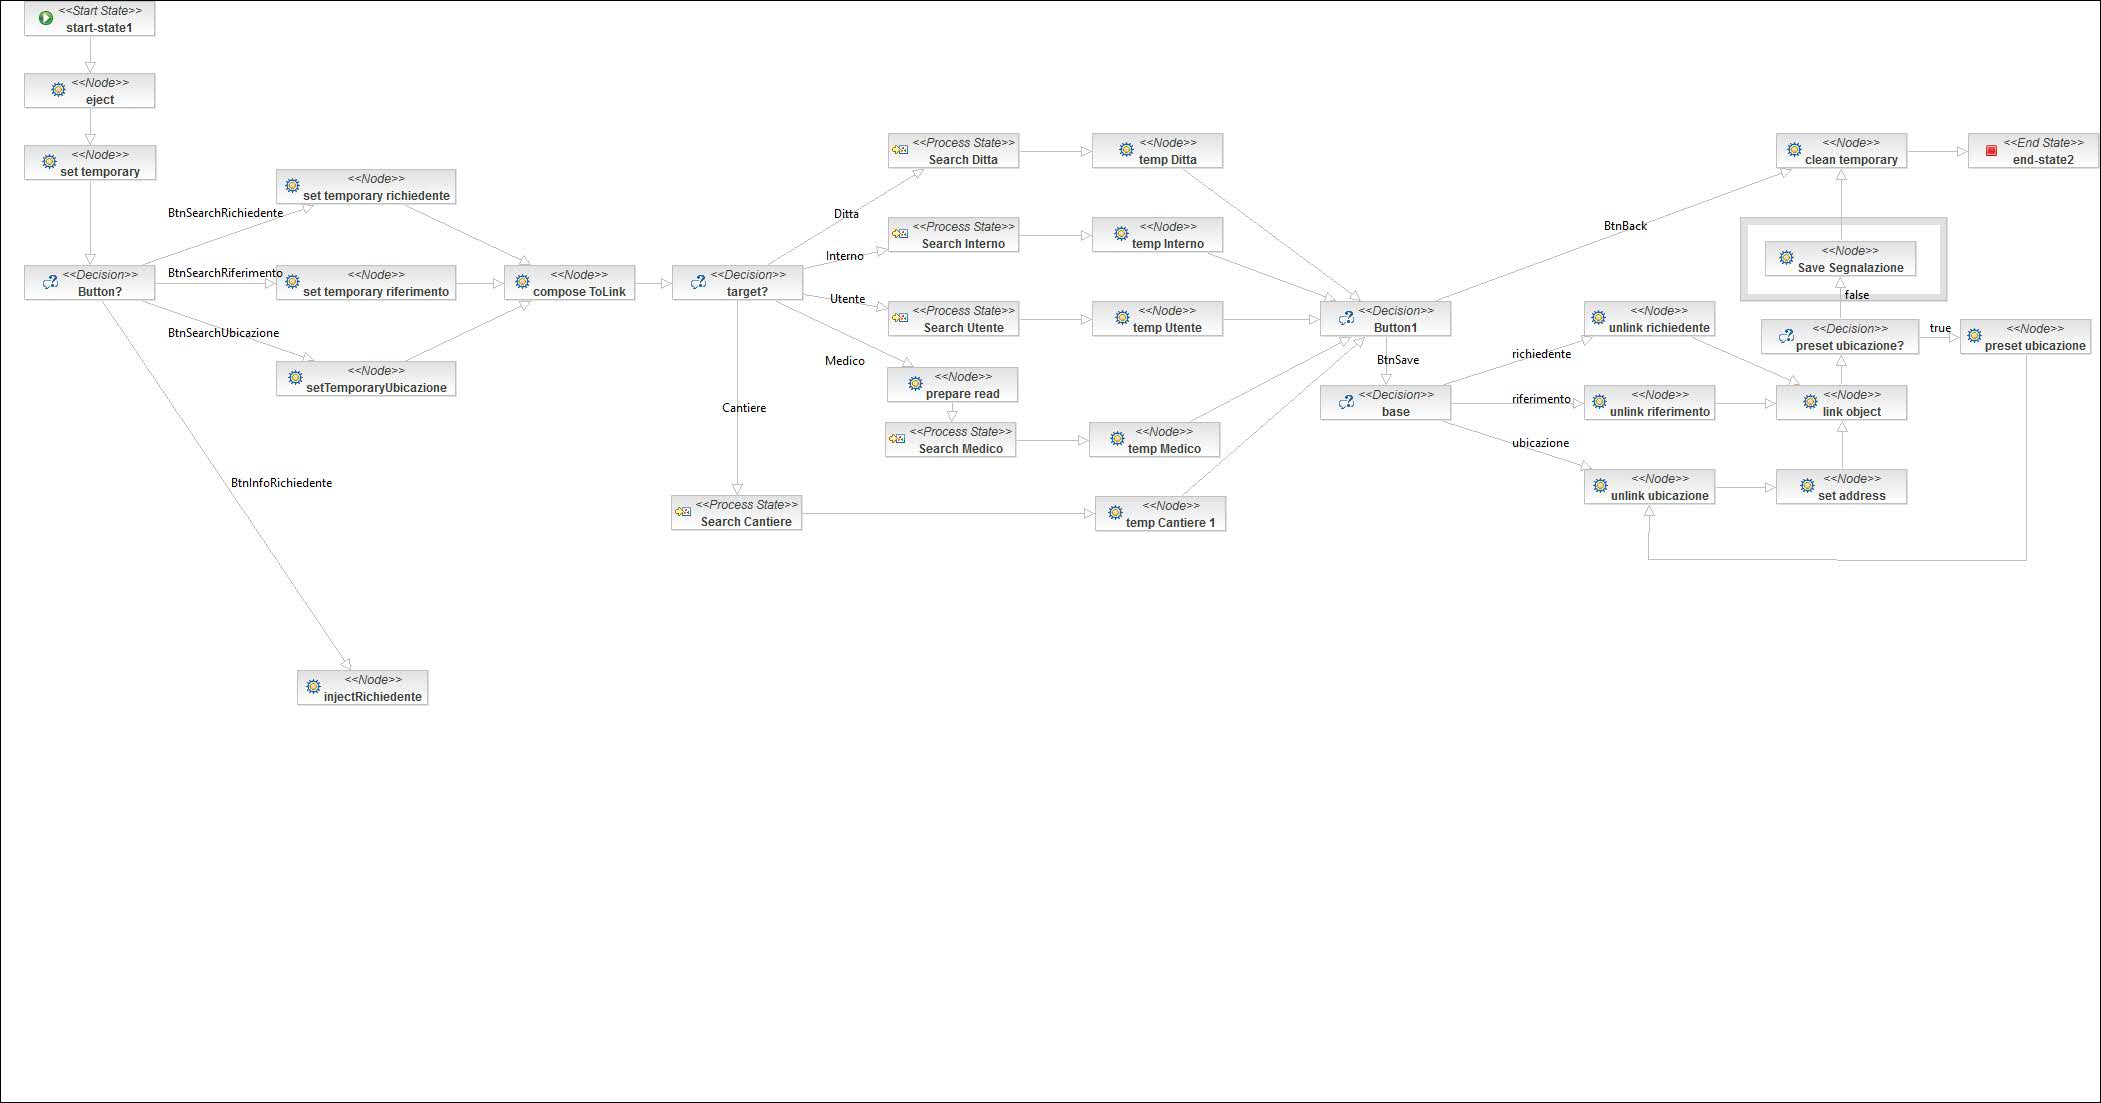 <<Start State>>
start-state1
<<Node>>
eject
<<Node>>
set temporary
<<Decision>>
Button?
BtnSearchRichiedente
BtnSearchRiferimento
BtnSearchUbicazione
BtnInfoRichiedente
<<Node>>
set temporary richiedente
<<Node>>
set temporary riferimento
<<Node>>
setTemporaryUbicazione
<<Node>>
injectRichiedente
<<Node>>
compose ToLink
<<Decision>>
target?
Ditta
Interno
Utente
Medico
Cantiere
<<Process State>>
Search Ditta
<<Process State>>
Search Interno
<<Process State>>
Search Utente
<<Node>>
prepare read
<<Process State>>
Search Medico
<<Process State>>
Search Cantiere
<<Node>>
temp Ditta
<<Node>>
temp Interno
<<Node>>
temp Utente
<<Node>>
temp Medico
<<Node>>
temp Cantiere 1
<<Decision>>
Button1
BtnBack
BtnSave
<<Decision>>
base
richiedente
riferimento
ubicazione
<<Node>>
unlink richiedente
<<Node>>
unlink riferimento
<<Node>>
unlink ubicazione
<<Node>>
clean temporary
<<End State>>
end-state2
<<Node>>
Save Segnalazione
false
<<Decision>>
preset ubicazione?
true
<<Node>>
preset ubicazione
<<Node>>
link object
<<Node>>
set address